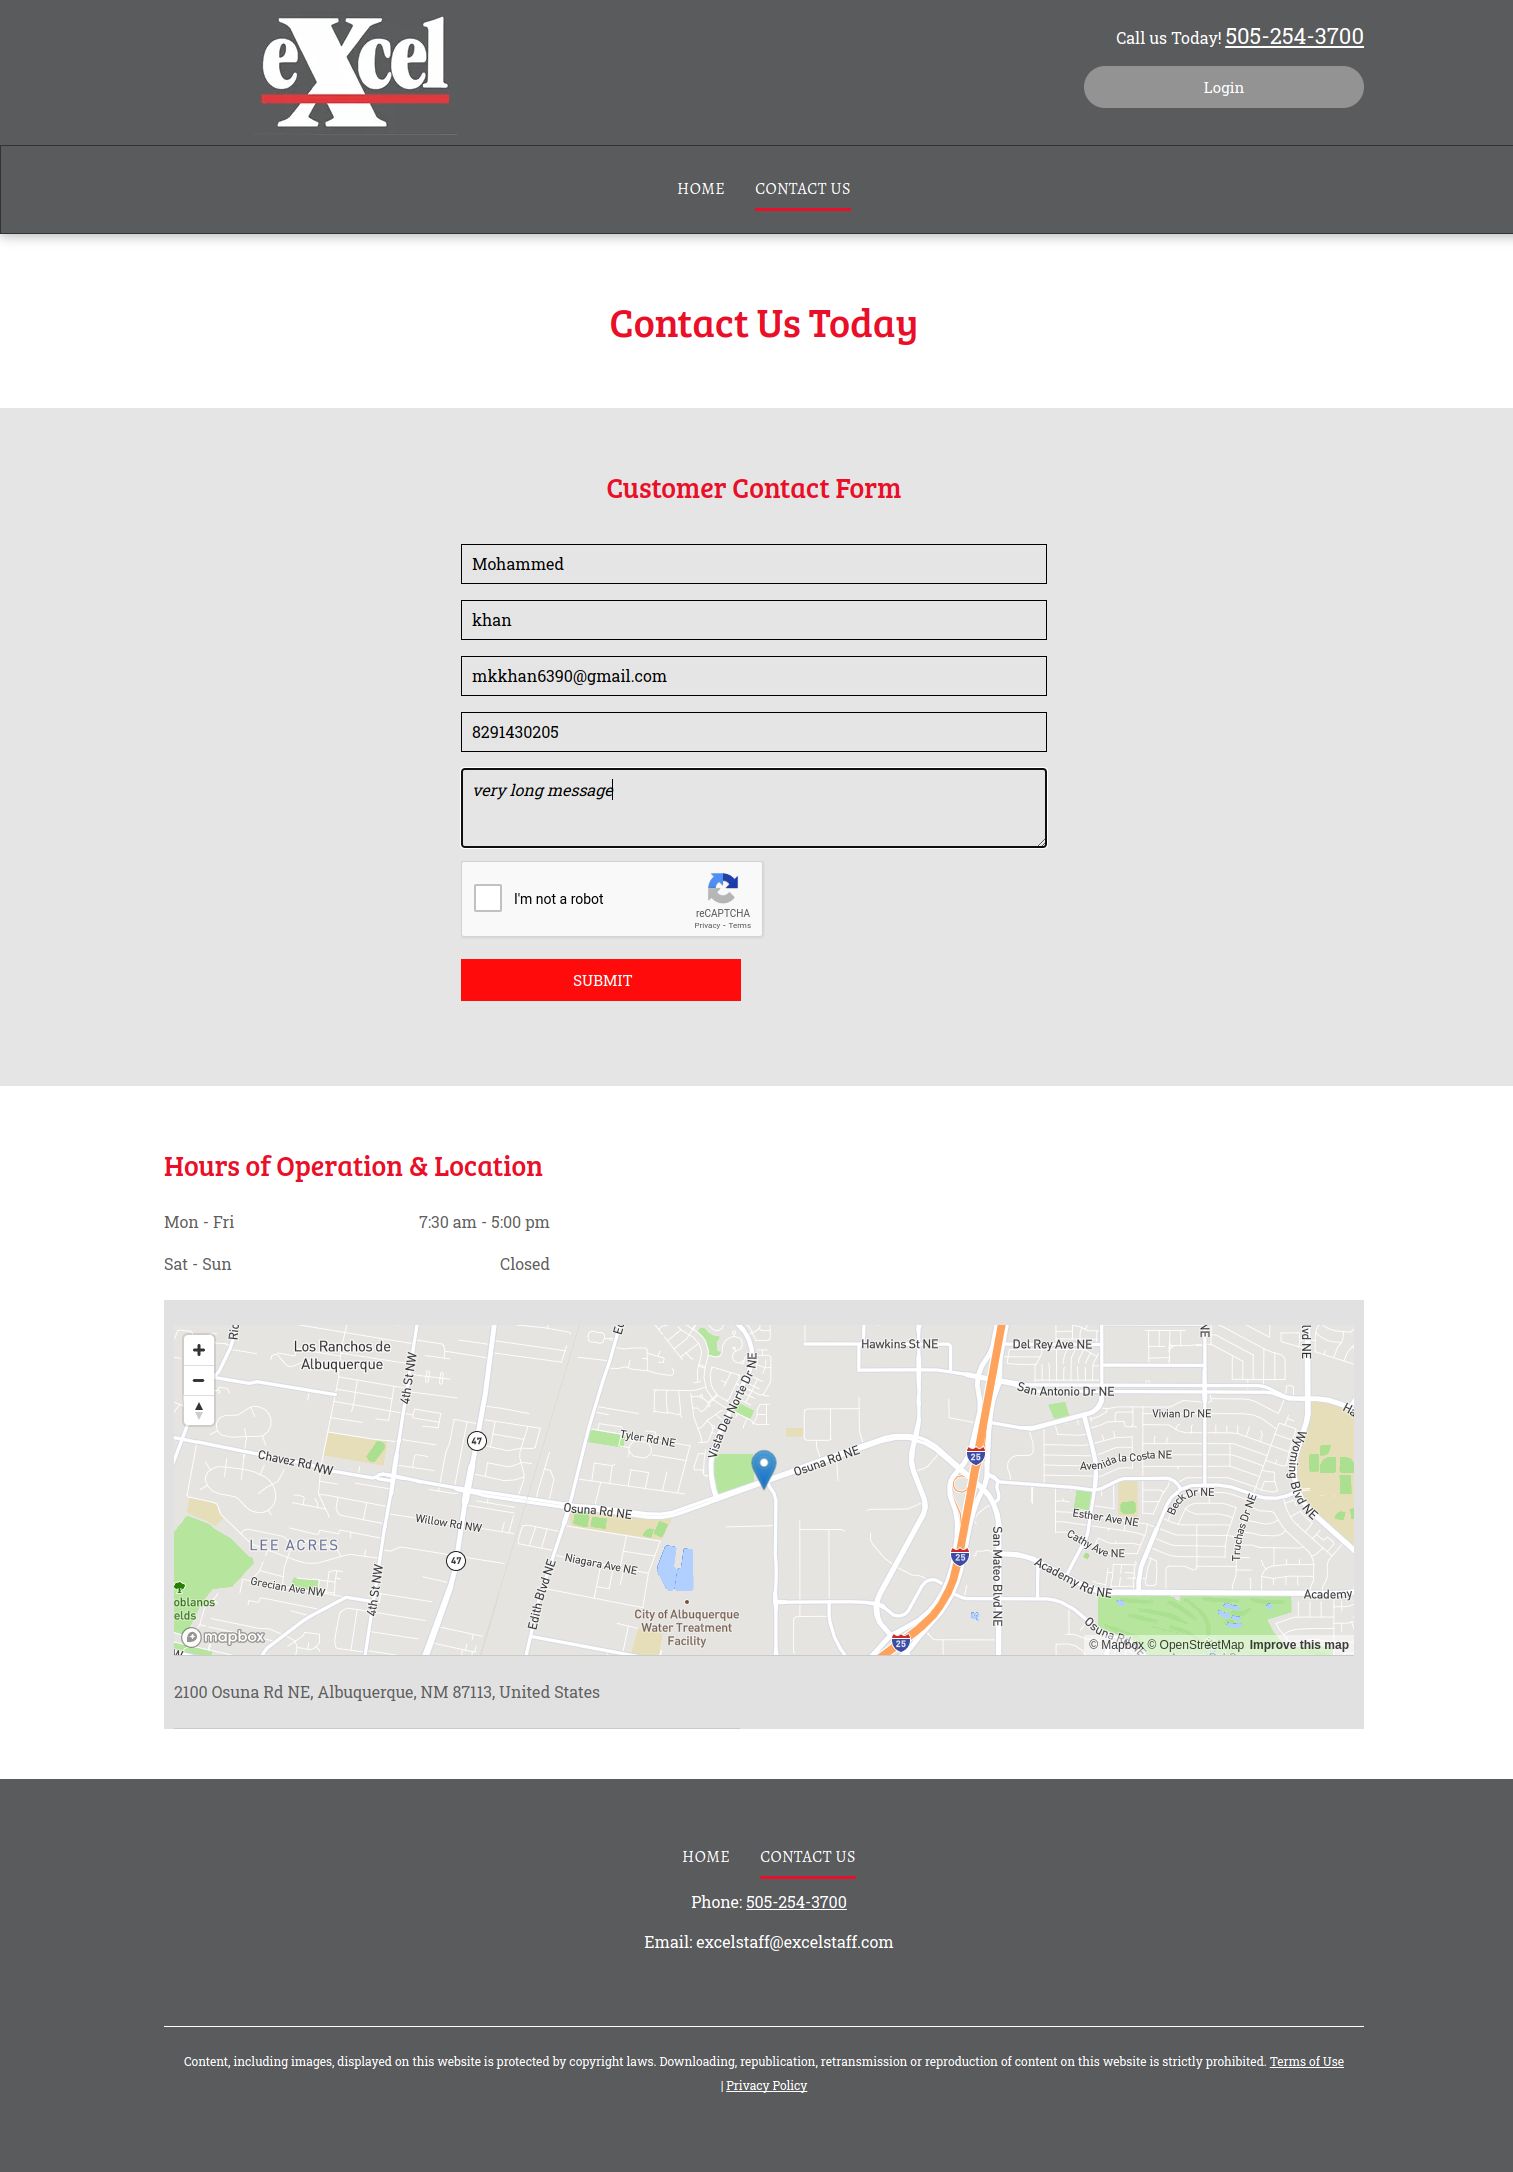 eXcel
Call us Today! 505-254-3700
Login
HOME
CONTACT US
Contact Us Today
Customer Contact Form
Mohammed
khan
mkkhan6390@gmail.com
8291430205
very long message
I'm not a robot
reCAPTCHA
Privacy - Terms
SUBMIT
Hours of Operation & Location
Mon - Fri
7:30 am - 5:00 pm
Sat - Sun
Closed
Los Ranchos de
Albuquerque
4th St NW
47
Chavez Rd NW
Tyler Rd NE
Vista Del Norte Dr NE
Hawkins St NE
Del Rey Ave NE
San Antonio Dr NE
Vivian Dr NE
Wyoming Blvd NE
Osuna Rd NE
25
Avenida la Costa NE
Beck Dr NE
Osuna Rd NE
Willow Rd NW
Esther Ave NE
Cathy Ave NE
Truchas Dr NE
LEE ACRES
47
Niagara Ave NE
25
San Mateo Blvd NE
Academy Rd NE
Grecian Ave NW
4th St NW
Edith Blvd NE
Academy
oblanos
elds
City of Albuquerque
Water Treatment
Facility
25
Osuna Rd NE
mapbox
© Mapbox © OpenStreetMap Improve this map
2100 Osuna Rd NE, Albuquerque, NM 87113, United States
HOME
CONTACT US
Phone: 505-254-3700
Email: excelstaff@excelstaff.com
Content, including images, displayed on this website is protected by copyright laws. Downloading, republication, retransmission or reproduction of content on this website is strictly prohibited. Terms of Use
| Privacy Policy